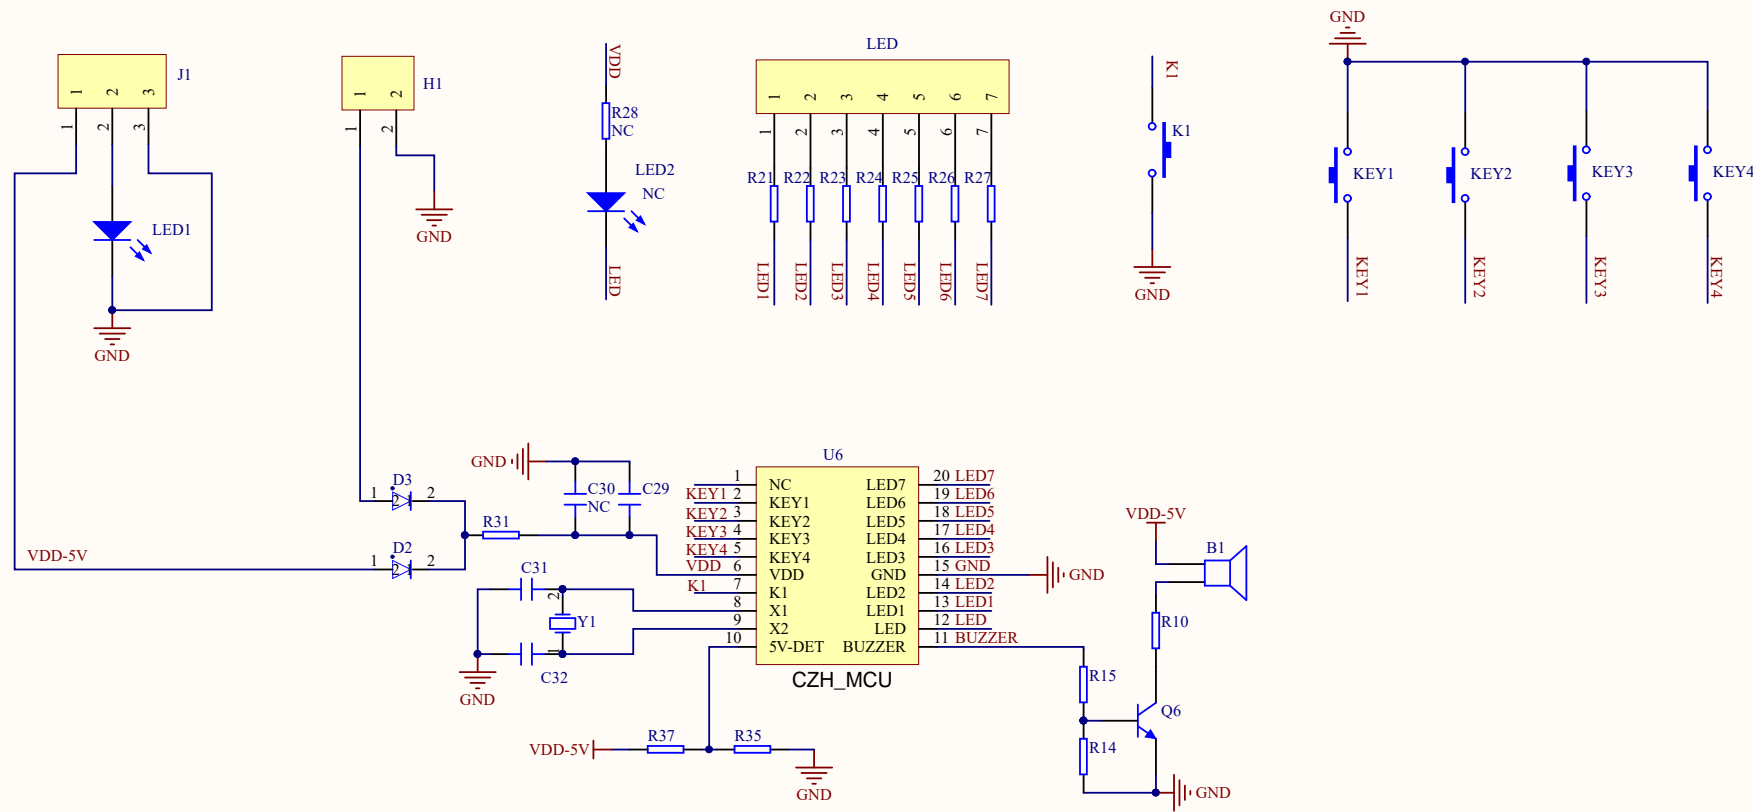 GND
LED
J1
1 2 3
1 2 3
H1
1 2
1 2
VDD
R28
NC
LED2
NC
LED
1 2 3 4 5 6 7
1 2 3 4 5 6 7
R21 R22 R23 R24 R25 R26 R27
LED1 LED2 LED3 LED4 LED5 LED6 LED7
K1
K1
GND
KEY1 KEY2 KEY3 KEY4
KEY1 KEY2 KEY3 KEY4
LED1
GND
GND
GND
C30
NC
C29
D3
1 2 1 2
R31
D2
1 2 1 2
VDD-5V
C31
2
Y1
1
C32
GND
U6
1 NC LED7 20 LED7
KEY1 2 KEY1 LED6 19 LED6
KEY2 3 KEY2 LED5 18 LED5
KEY3 4 KEY3 LED4 17 LED4
KEY4 5 KEY4 LED3 16 LED3
VDD 6 VDD GND 15 GND GND
K1 7 K1 LED2 14 LED2
8 X1 LED1 13 LED1
9 X2 LED 12 LED
10 5V-DET BUZZER 11 BUZZER
CZH_MCU
VDD-5V
B1
R10
R15
Q6
R14
GND
VDD-5V
R37
R35
GND